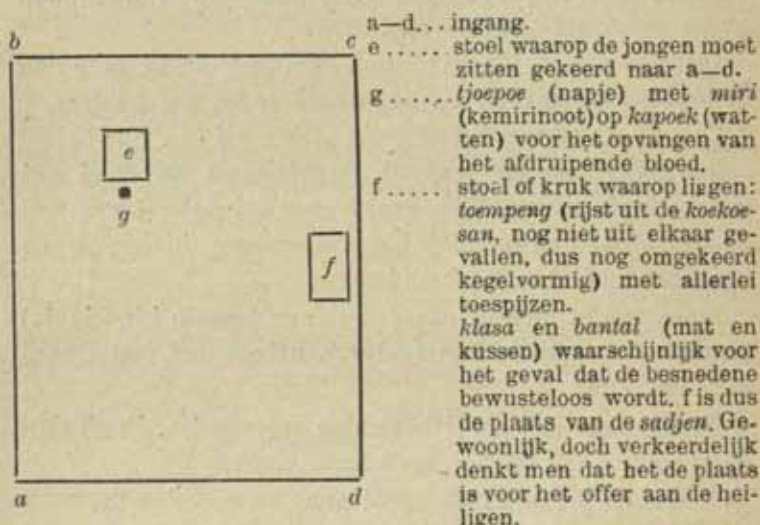 b
c
e
g
f
a
d
a—d... ingang.
e ..... stoel waarop de jongen moet
zitten gekeerd naar a—d.
g ...... tjoepoe (napje) met miri
(kemirinoot) op kapoek (wat-
ten) voor het opvangen van
het afdruipende bloed.
f ..... stoel of kruk waarop liggen:
toempeng (rijst uit de koekoe-
san, nog niet uit elkaar ge-
vallen, dus nog omgekeerd
kegelvormig) met allerlei
toespijzen.
klasa en bantal (mat en
kussen) waarschijnlijk voor
het geval dat de besnedene
bewusteloos wordt. f is dus
de plaats van de sadjen. Ge-
woonlijk, doch verkeerdelijk
denkt men dat het de plaats
is voor het offer aan de hei-
ligen.